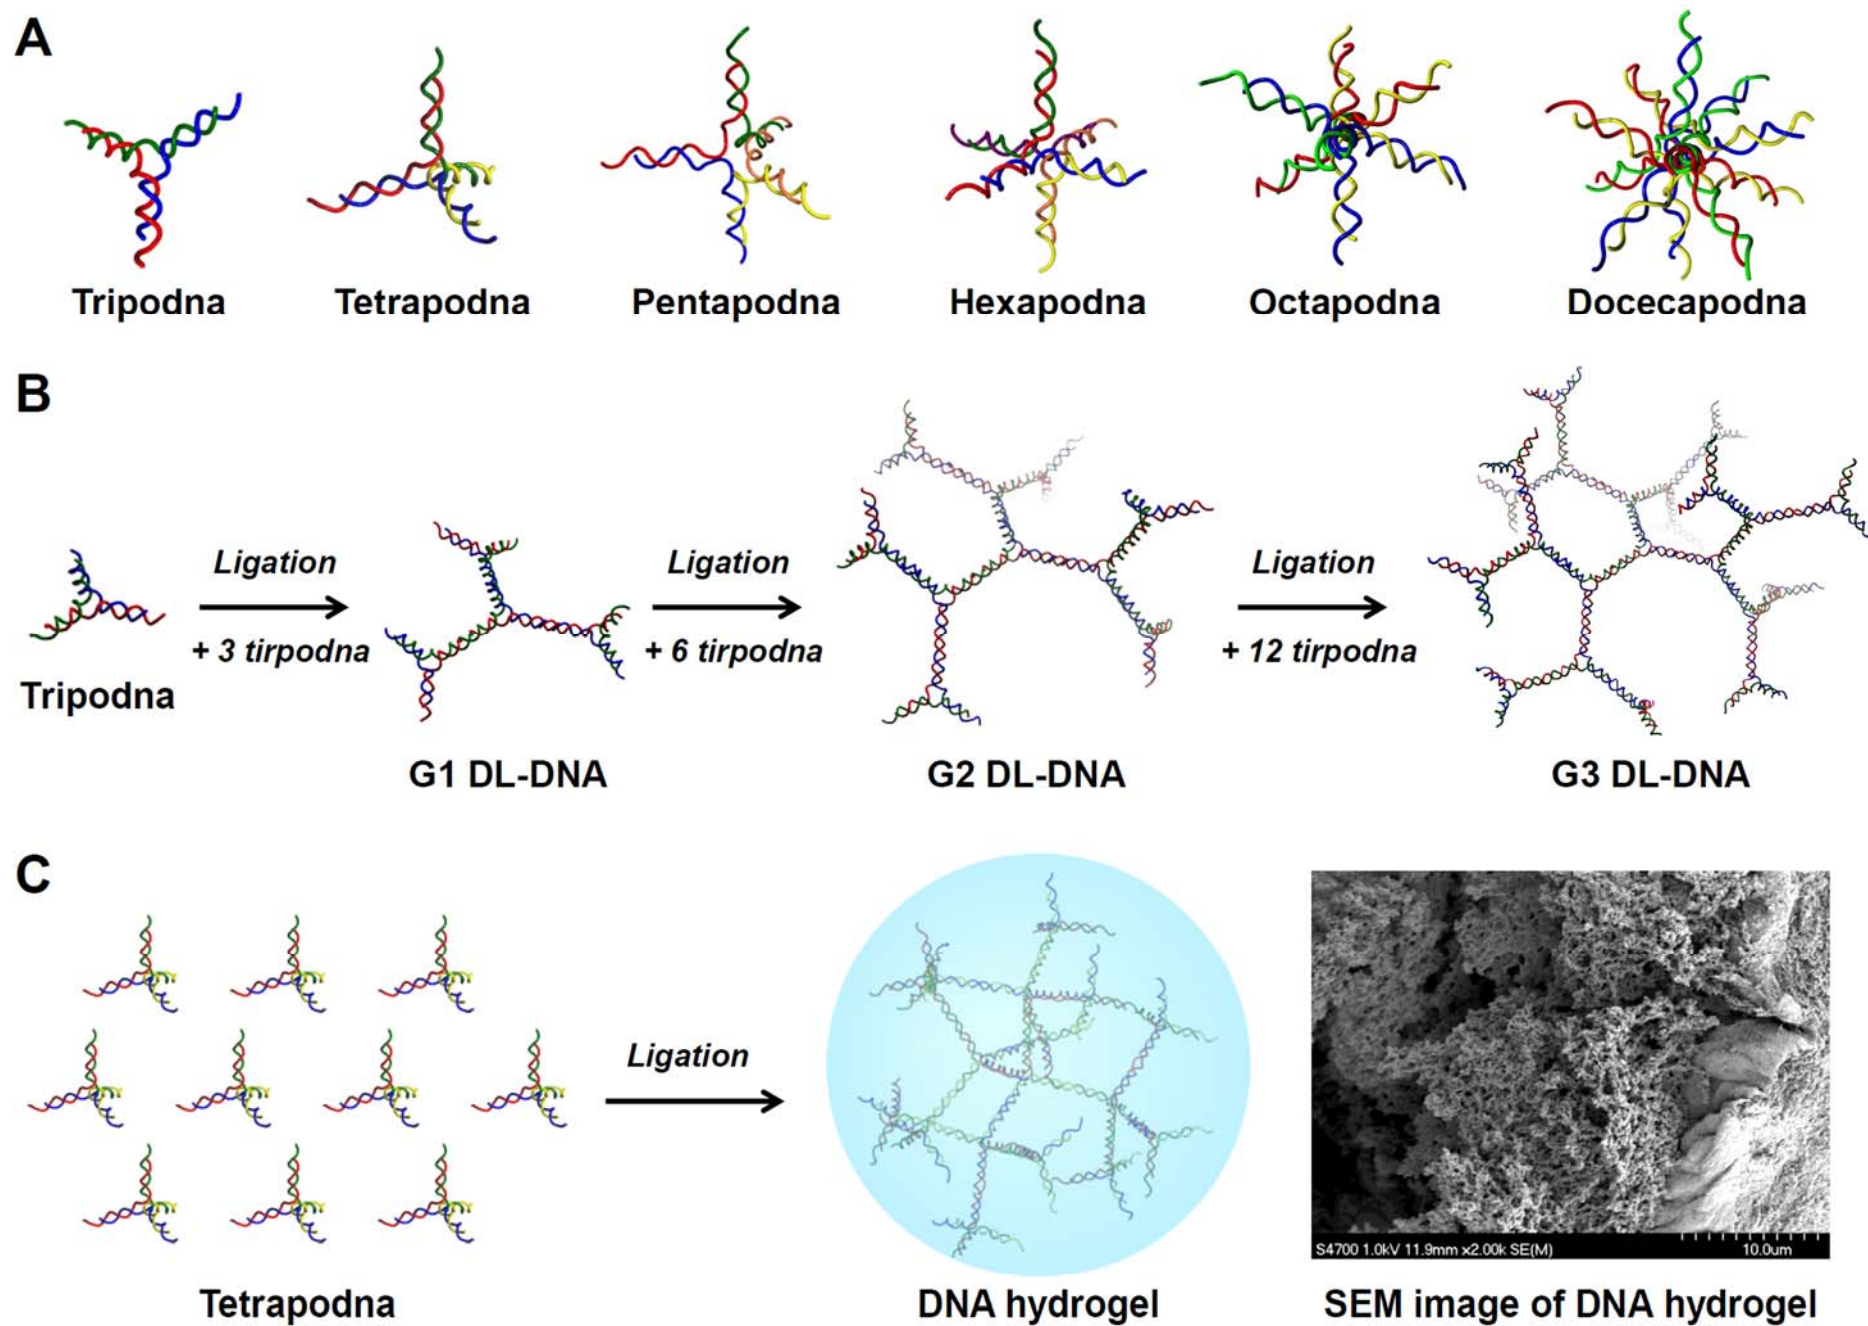 A
Tripodna
Tetrapodna
Pentapodna
Hexapodna
Octapodna
Docecapodna
B
Tripodna
Ligation
+ 3 tirpodna
G1 DL-DNA
Ligation
+ 6 tirpodna
G2 DL-DNA
Ligation
+ 12 tirpodna
G3 DL-DNA
C
Tetrapodna
Ligation
DNA hydrogel
S4700 1.0kV 11.9mm x2.00k SE(M)
10.0um
SEM image of DNA hydrogel